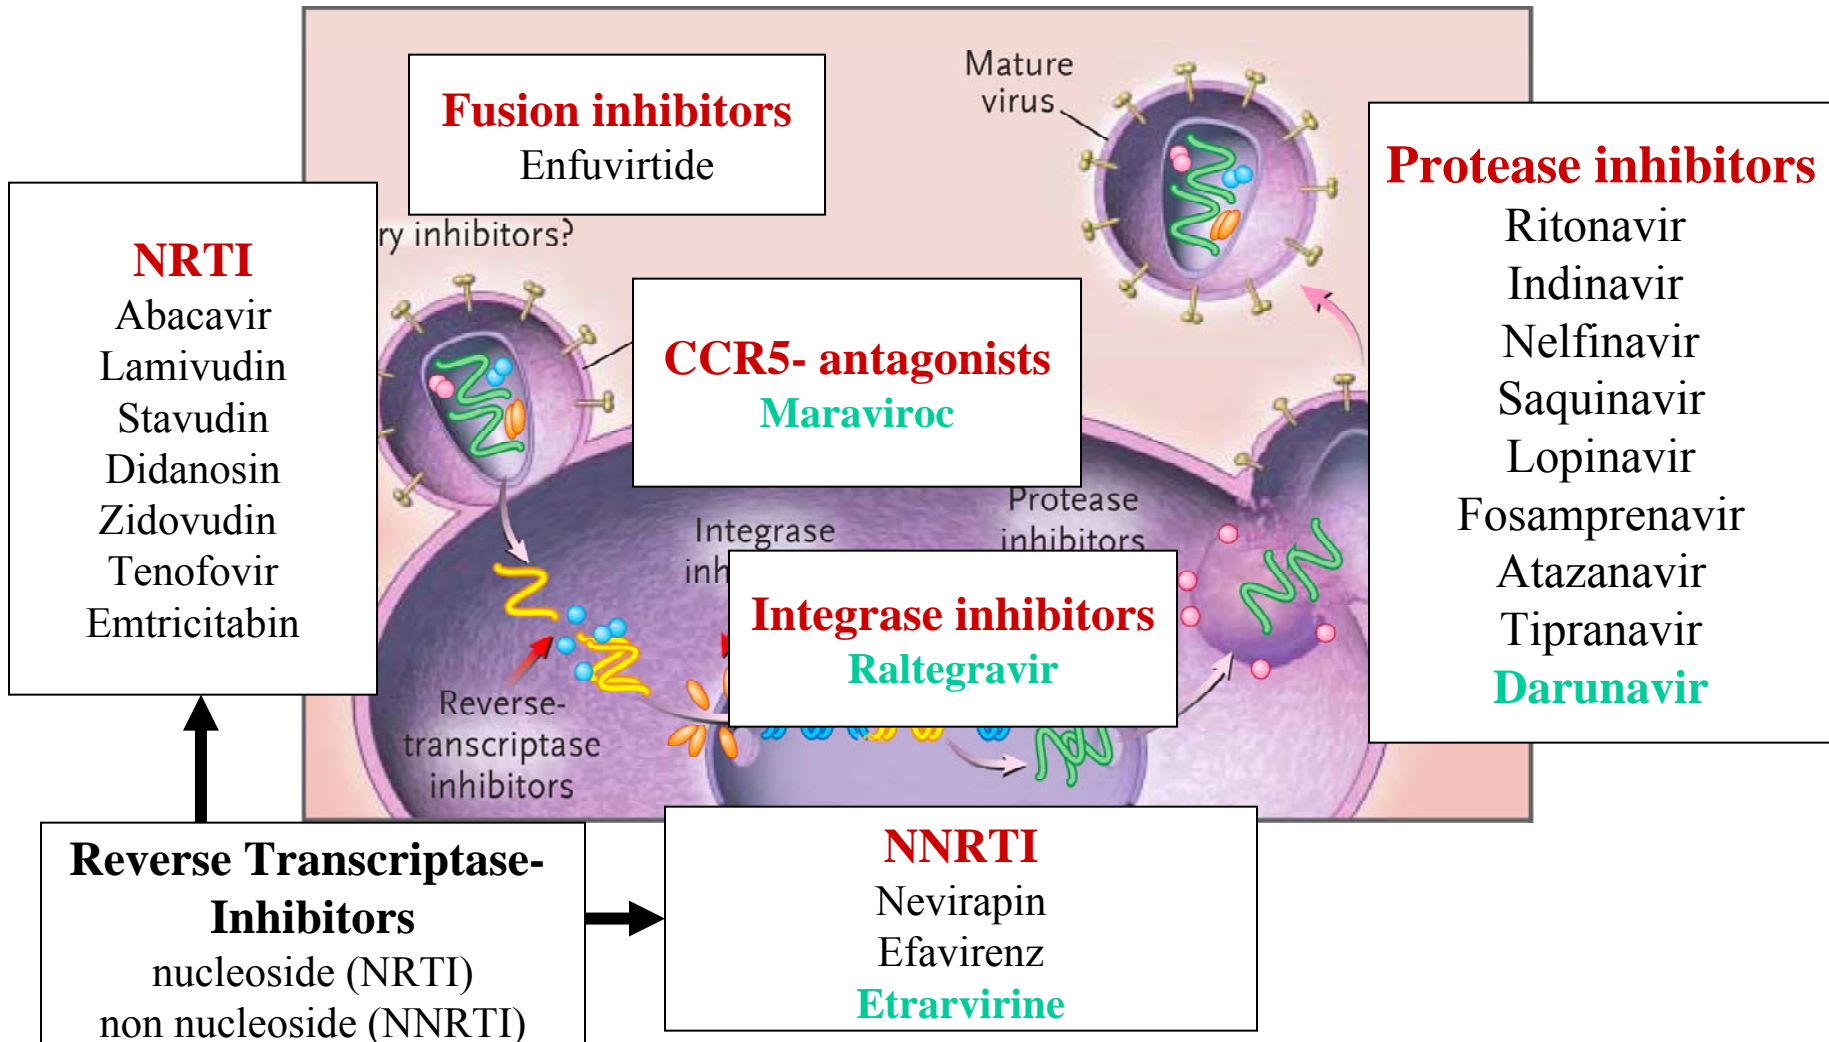 Fusion inhibitors
Enfuvirtide
Mature
virus
Protease inhibitors
Ritonavir
Indinavir
Nelfinavir
Saquinavir
Lopinavir
Fosamprenavir
Atazanavir
Tipranavir
Darunavir
NRTI
Abacavir
Lamivudin
Stavudin
Didanosin
Zidovudin
Tenofovir
Emtricitabin
ry inhibitors?
CCR5- antagonists
Maraviroc
Integrase
inh
Protease
inhibitors
Integrase inhibitors
Raltegravir
Reverse-
transcriptase
inhibitors
Reverse Transcriptase-
Inhibitors
nucleoside (NRTI)
non nucleoside (NNRTI)
NNRTI
Nevirapin
Efavirenz
Etrarvirine